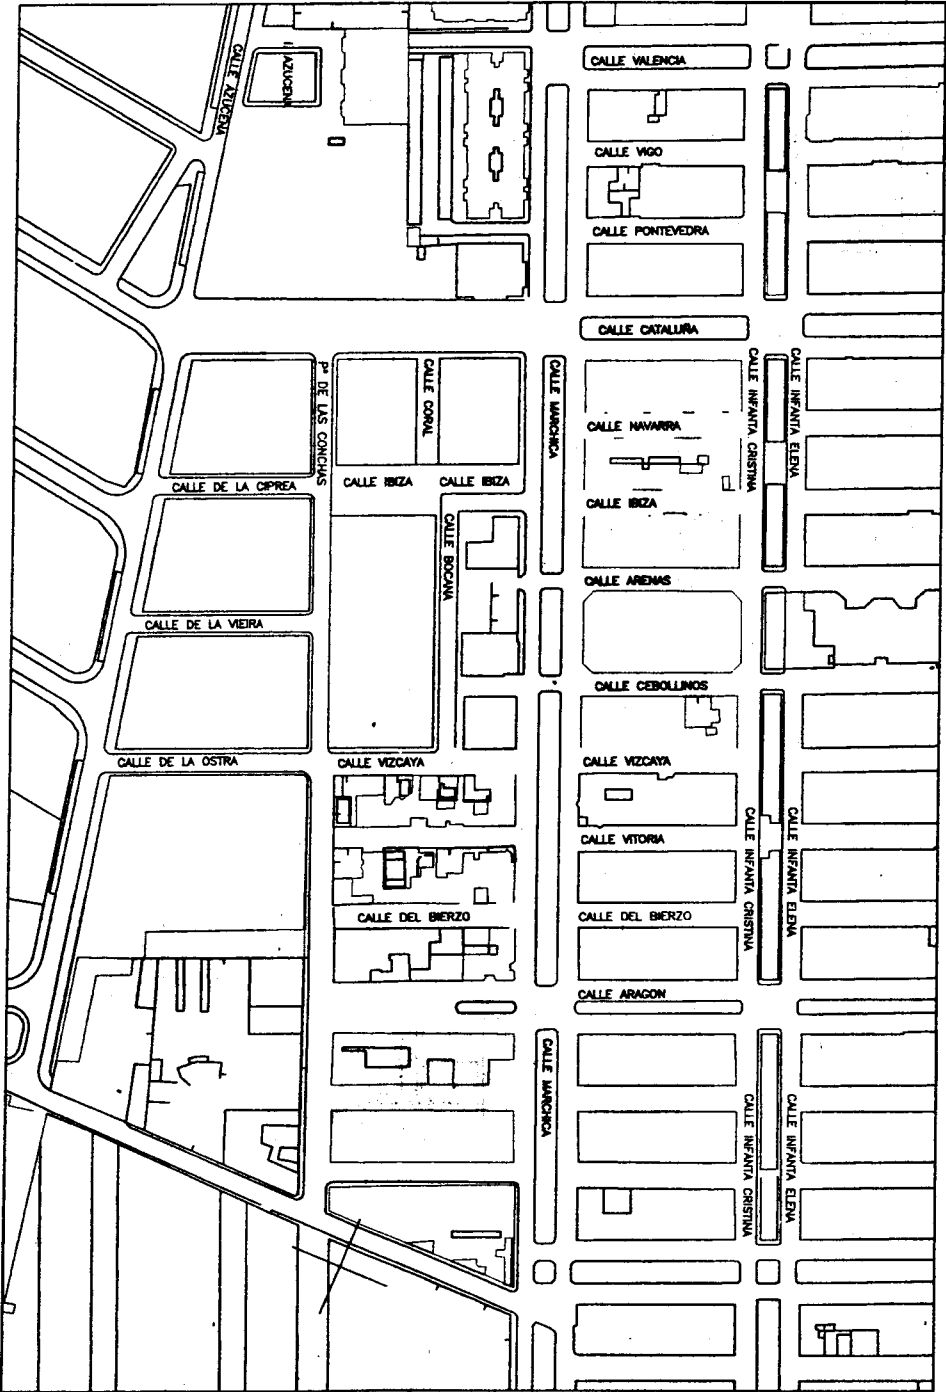 CALLE AZUCENA
AZUCENA
CALLE VALENCIA
CALLE VIGO
CALLE PONTEVEDRA
CALLE CATALUÑA
Pº DE LAS CONCHAS
CALLE CORAL
CALLE MARCHICA
CALLE INFANTA CRISTINA
CALLE INFANTA ELENA
CALLE NAVARRA
CALLE DE LA CIPREA
CALLE IBIZA
CALLE IBIZA
CALLE IBIZA
CALLE BOCANA
CALLE ARENAS
CALLE DE LA VIEIRA
CALLE CEBOLLINOS
CALLE DE LA OSTRA
CALLE VIZCAYA
CALLE VIZCAYA
CALLE VITORIA
CALLE INFANTA CRISTINA
CALLE INFANTA ELENA
CALLE DEL BIERZO
CALLE DEL BIERZO
CALLE ARAGON
CALLE MARCHICA
CALLE INFANTA CRISTINA
CALLE INFANTA ELENA